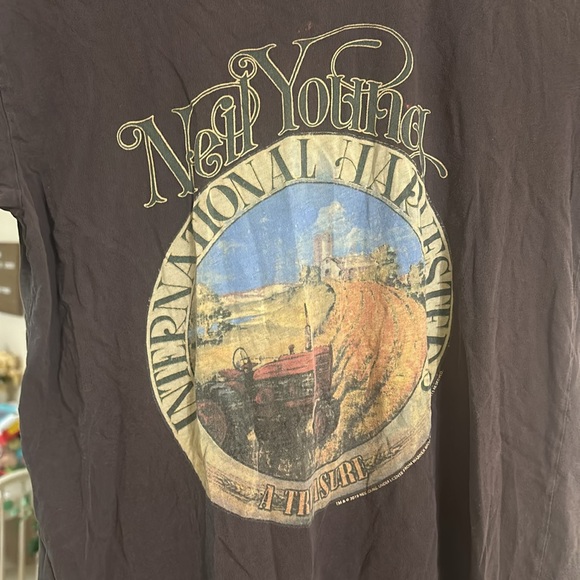 Neil Young
INTERNATIONAL HARVESTERS
A TREASURE